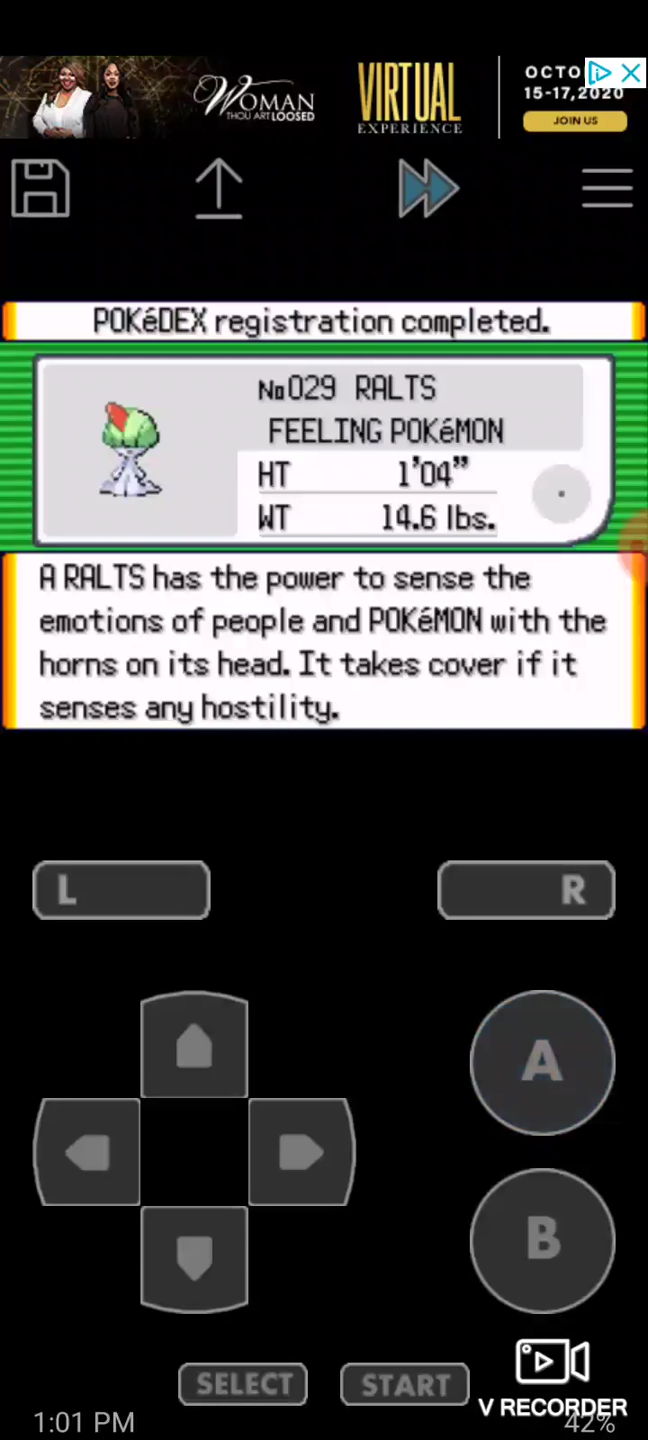 WOMAN
THOU ART LOOSED
VIRTUAL
EXPERIENCE
OCTO
15-17,2020
JOIN US
POKéDEX registration completed.
No029 RALTS
FEELING POKéMON
HT 1'04"
WT 14.6 lbs.
A RALTS has the power to sense the
emotions of people and POKéMON with the
horns on its head. It takes cover if it
senses any hostility.
L
R
A
B
SELECT
START
V RECORDER
1:01 PM
42%